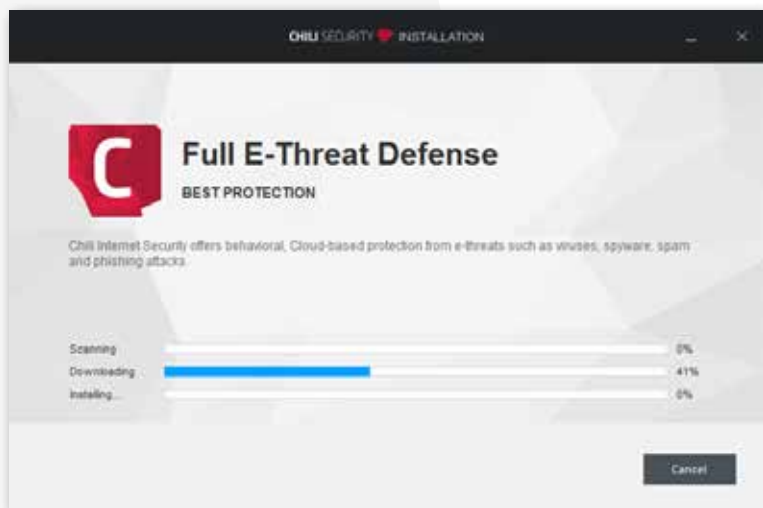 CHILI SECURITY INSTALLATION
C
Full E-Threat Defense
BEST PROTECTION
Chili Internet Security offers behavioral, Cloud-based protection from e-threats such as viruses, spyware, spam
and phishing attacks.
Scanning 0%
Downloading 41%
Installing... 0%
Cancel